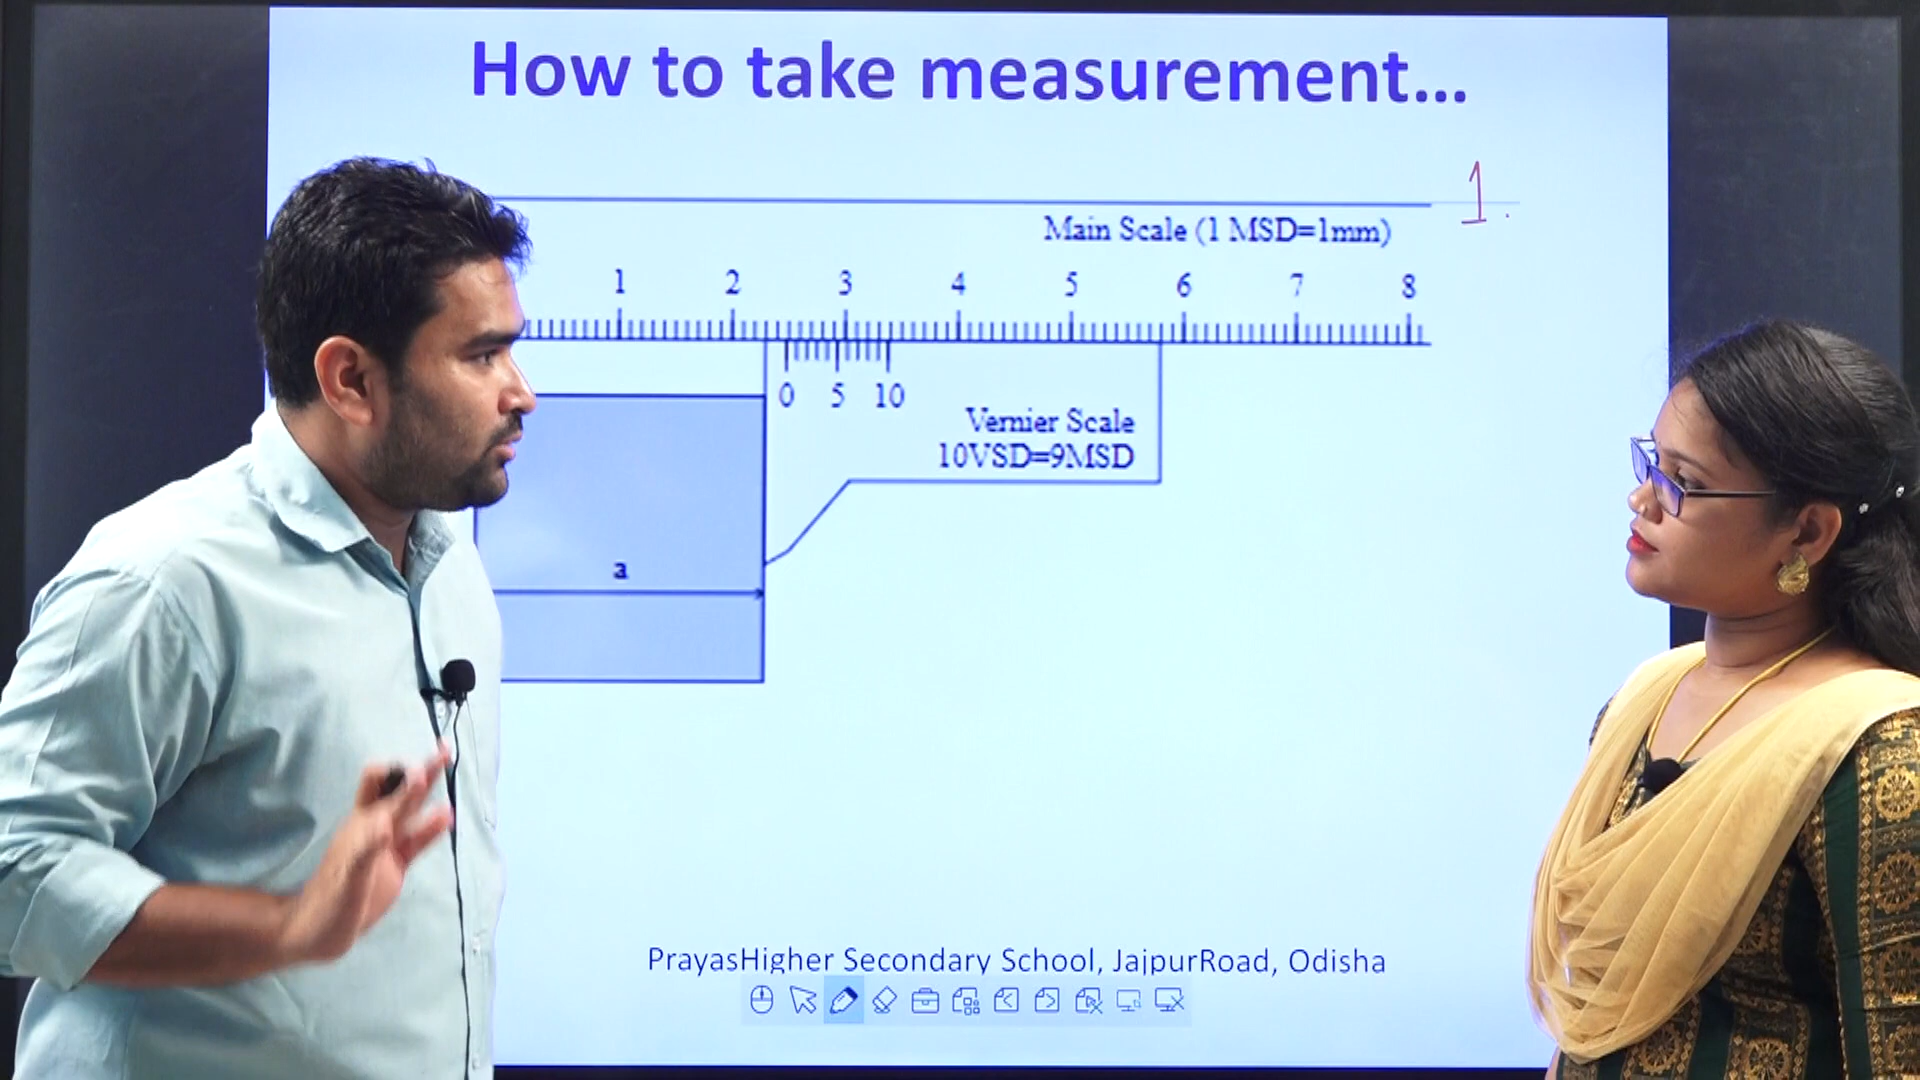 How to take measurement...
1.
Main Scale (1 MSD=1mm)
1 2 3 4 5 6 7 8
0 5 10
Vernier Scale
10VSD=9MSD
a
PrayasHigher Secondary School, JajpurRoad, Odisha